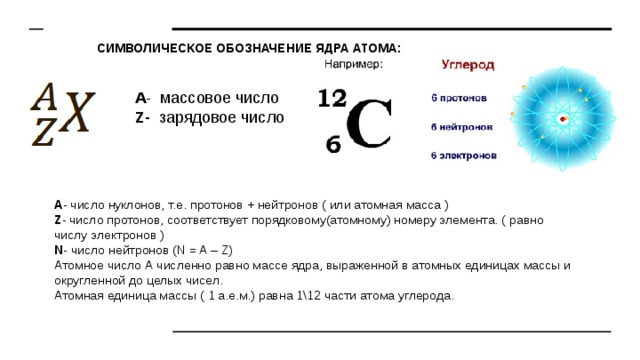 СИМВОЛИЧЕСКОЕ ОБОЗНАЧЕНИЕ ЯДРА АТОМА:
Например:
Углерод
A
Z X
А- массовое число
Z- зарядовое число
12
6 С
6 протонов
6 нейтронов
6 электронов
А- число нуклонов, т.е. протонов + нейтронов ( или атомная масса )
Z- число протонов, соответствует порядковому(атомному) номеру элемента. ( равно
числу электронов )
N- число нейтронов (N = A – Z)
Атомное число А численно равно массе ядра, выраженной в атомных единицах массы и
округленной до целых чисел.
Атомная единица массы ( 1 а.е.м.) равна 1\12 части атома углерода.